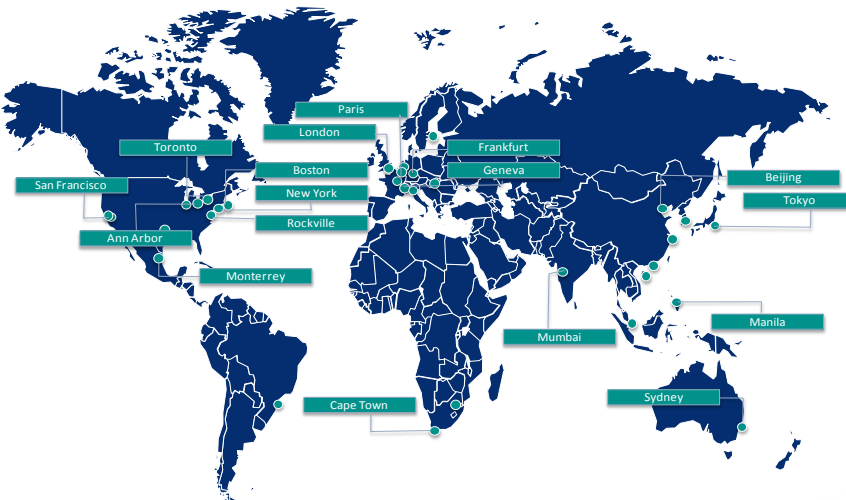 Paris
London
Toronto
Frankfurt
Boston
Geneva
San Francisco
New York
Beijing
Tokyo
Rockville
Ann Arbor
Monterrey
Manila
Mumbai
Sydney
Cape Town